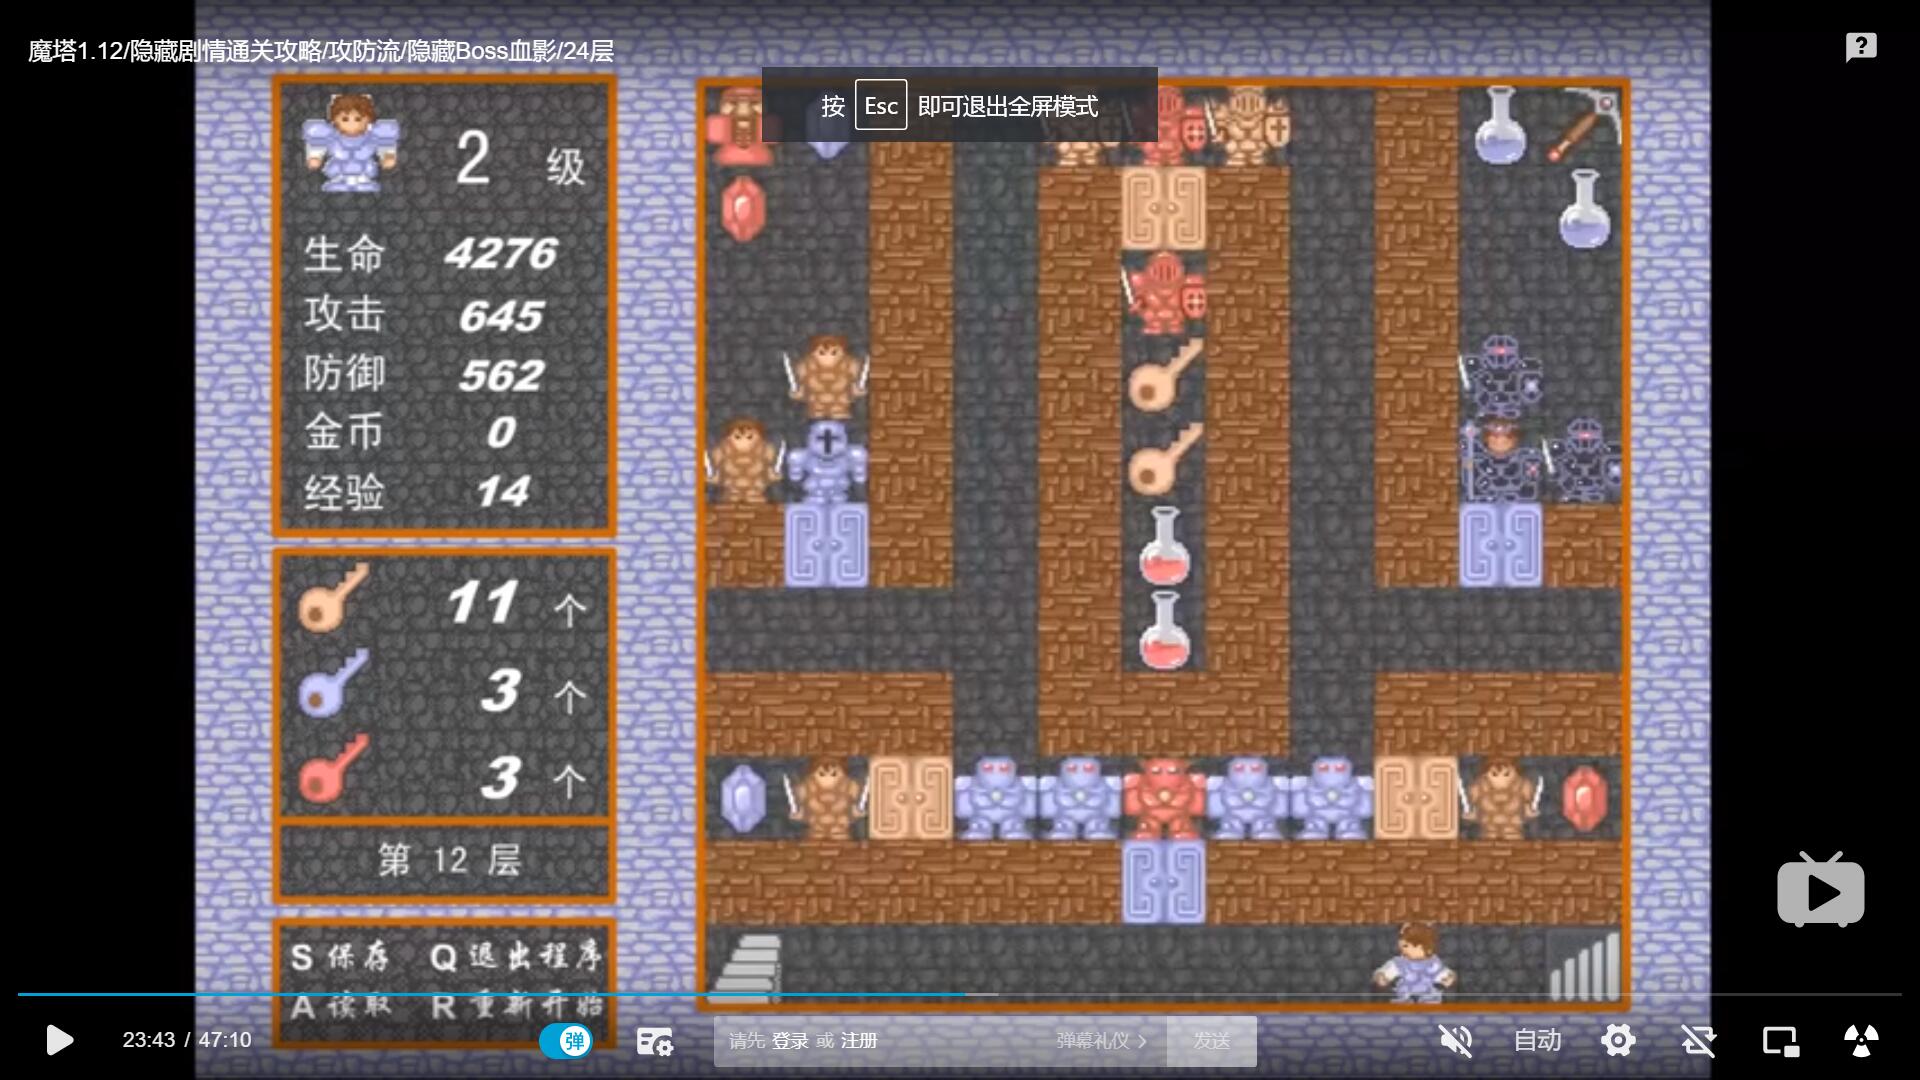 魔塔1.12/隐藏剧情通关攻略/攻防流/隐藏Boss血影/24层
按 Esc 即可退出全屏模式
2 级
生命 4276
攻击 645
防御 562
金币 0
经验 14
11 个
3 个
3 个
第 12 层
S 保存 Q 退出程序
A 读取 R 重新开始
23:43 / 47:10
弹
请先 登录 或 注册
弹幕礼仪 >
发送
自动